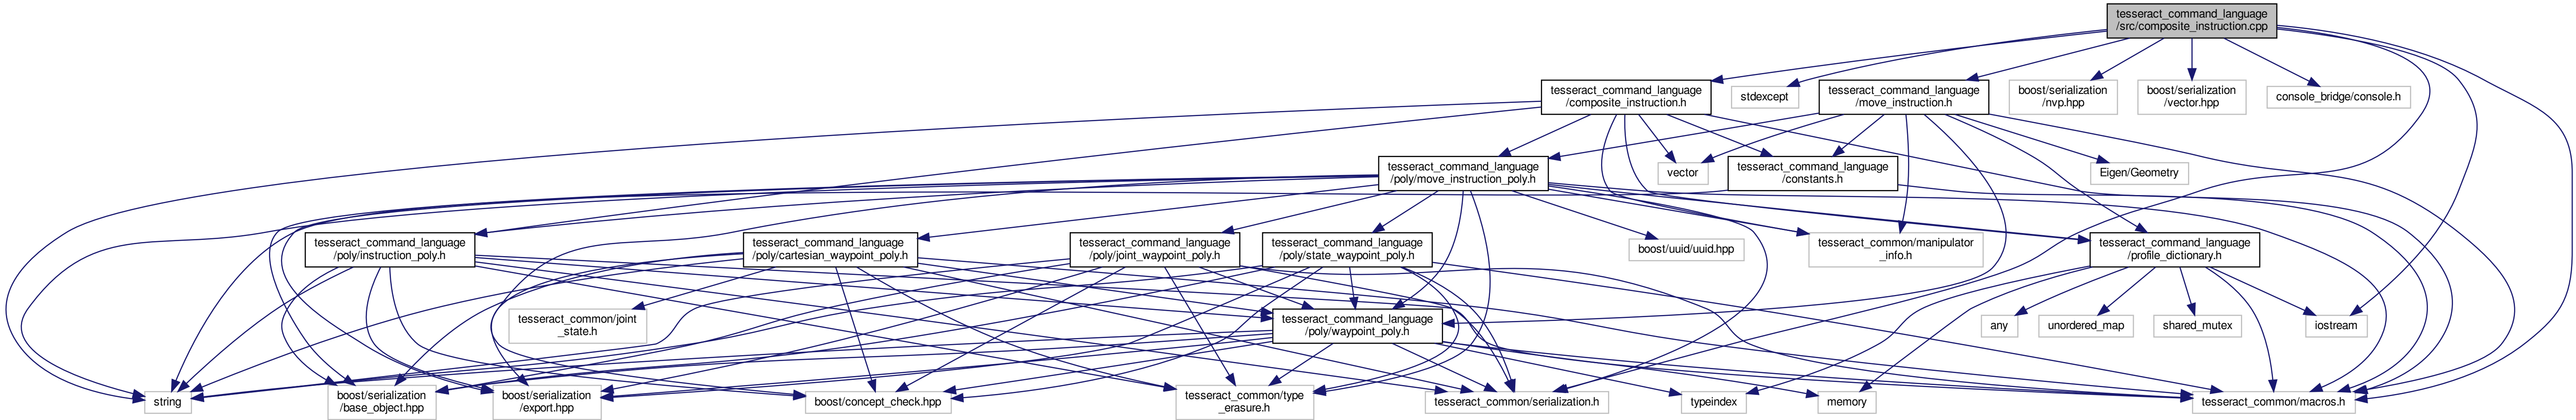 tesseract_command_language
/src/composite_instruction.cpp
tesseract_command_language
/composite_instruction.h
stdexcept
tesseract_command_language
/move_instruction.h
boost/serialization
/nvp.hpp
boost/serialization
/vector.hpp
console_bridge/console.h
tesseract_command_language
/poly/move_instruction_poly.h
vector
tesseract_command_language
/constants.h
Eigen/Geometry
tesseract_command_language
/poly/instruction_poly.h
tesseract_command_language
/poly/cartesian_waypoint_poly.h
tesseract_command_language
/poly/joint_waypoint_poly.h
tesseract_command_language
/poly/state_waypoint_poly.h
boost/uuid/uuid.hpp
tesseract_common/manipulator
_info.h
tesseract_command_language
/profile_dictionary.h
tesseract_common/joint
_state.h
tesseract_command_language
/poly/waypoint_poly.h
any
unordered_map
shared_mutex
iostream
string
boost/serialization
/base_object.hpp
boost/serialization
/export.hpp
boost/concept_check.hpp
tesseract_common/type
_erasure.h
tesseract_common/serialization.h
typeindex
memory
tesseract_common/macros.h